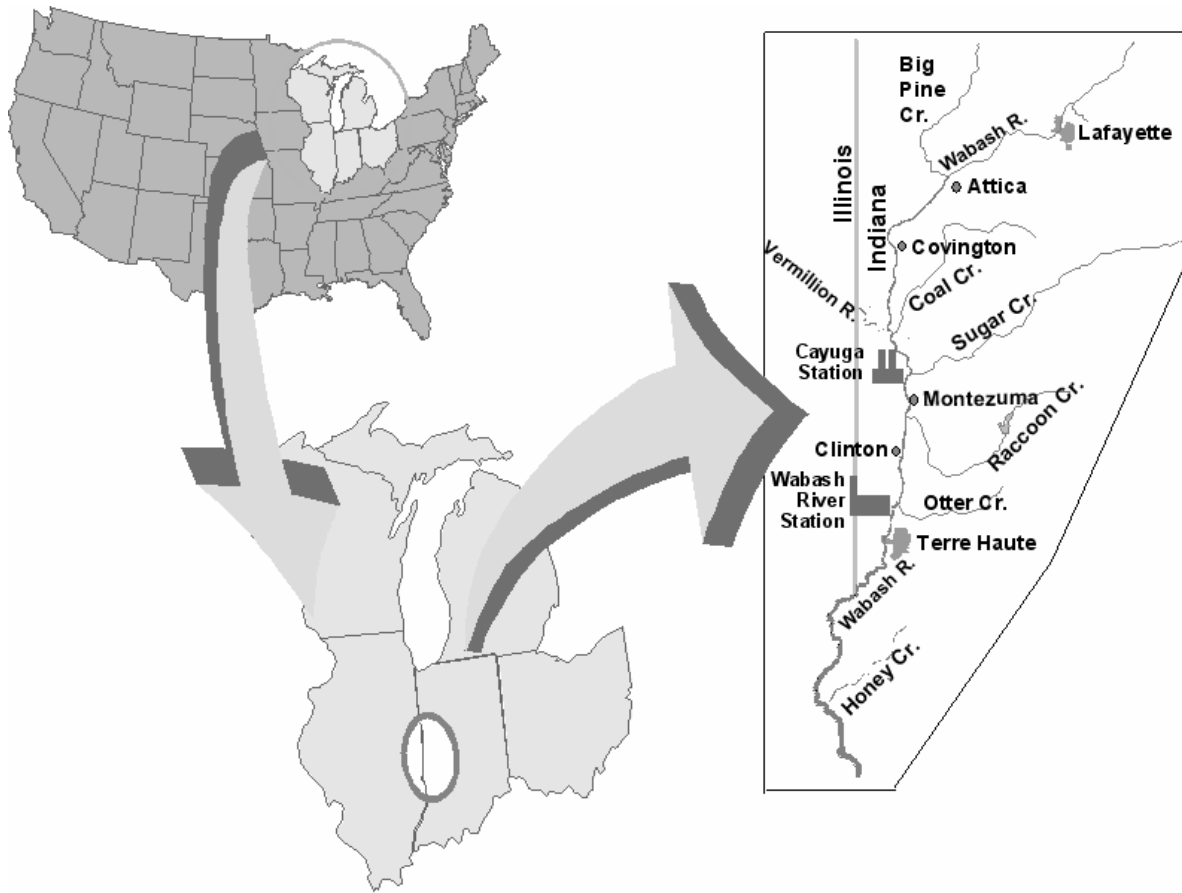 Big
Pine
Cr.
Wabash R.
Lafayette
Attica
Illinois
Indiana
Covington
Coal Cr.
Vermillion R.
Sugar Cr.
Cayuga
Station
Montezuma
Raccoon Cr.
Clinton
Wabash
River
Station
Otter Cr.
Terre Haute
Wabash R.
Honey Cr.